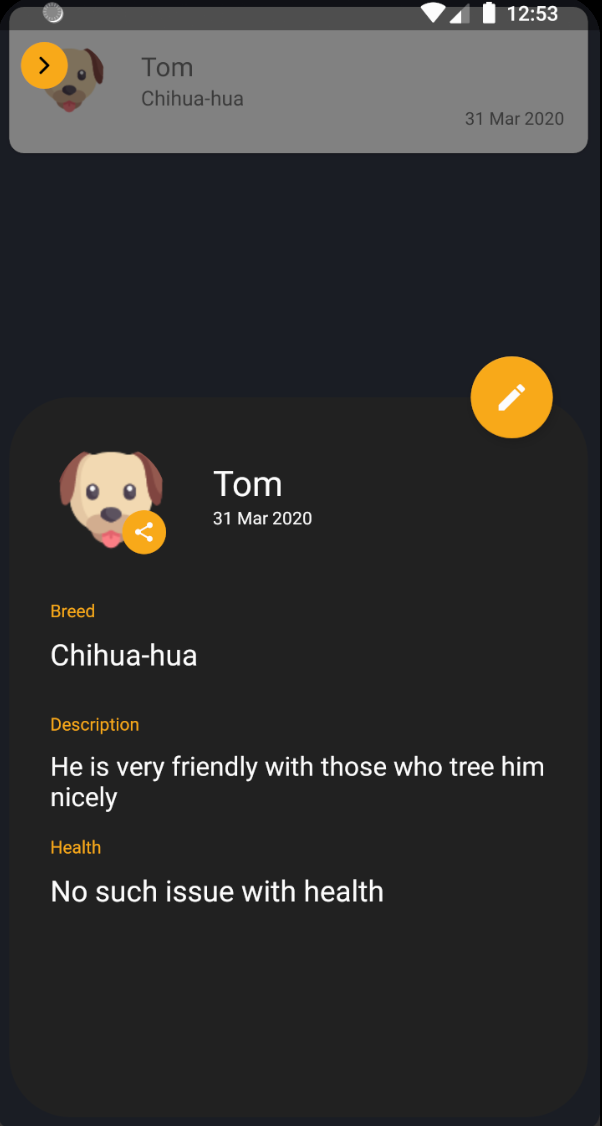 12:53
Tom
Chihua-hua
31 Mar 2020
Tom
31 Mar 2020
Breed
Chihua-hua
Description
He is very friendly with those who tree him
nicely
Health
No such issue with health